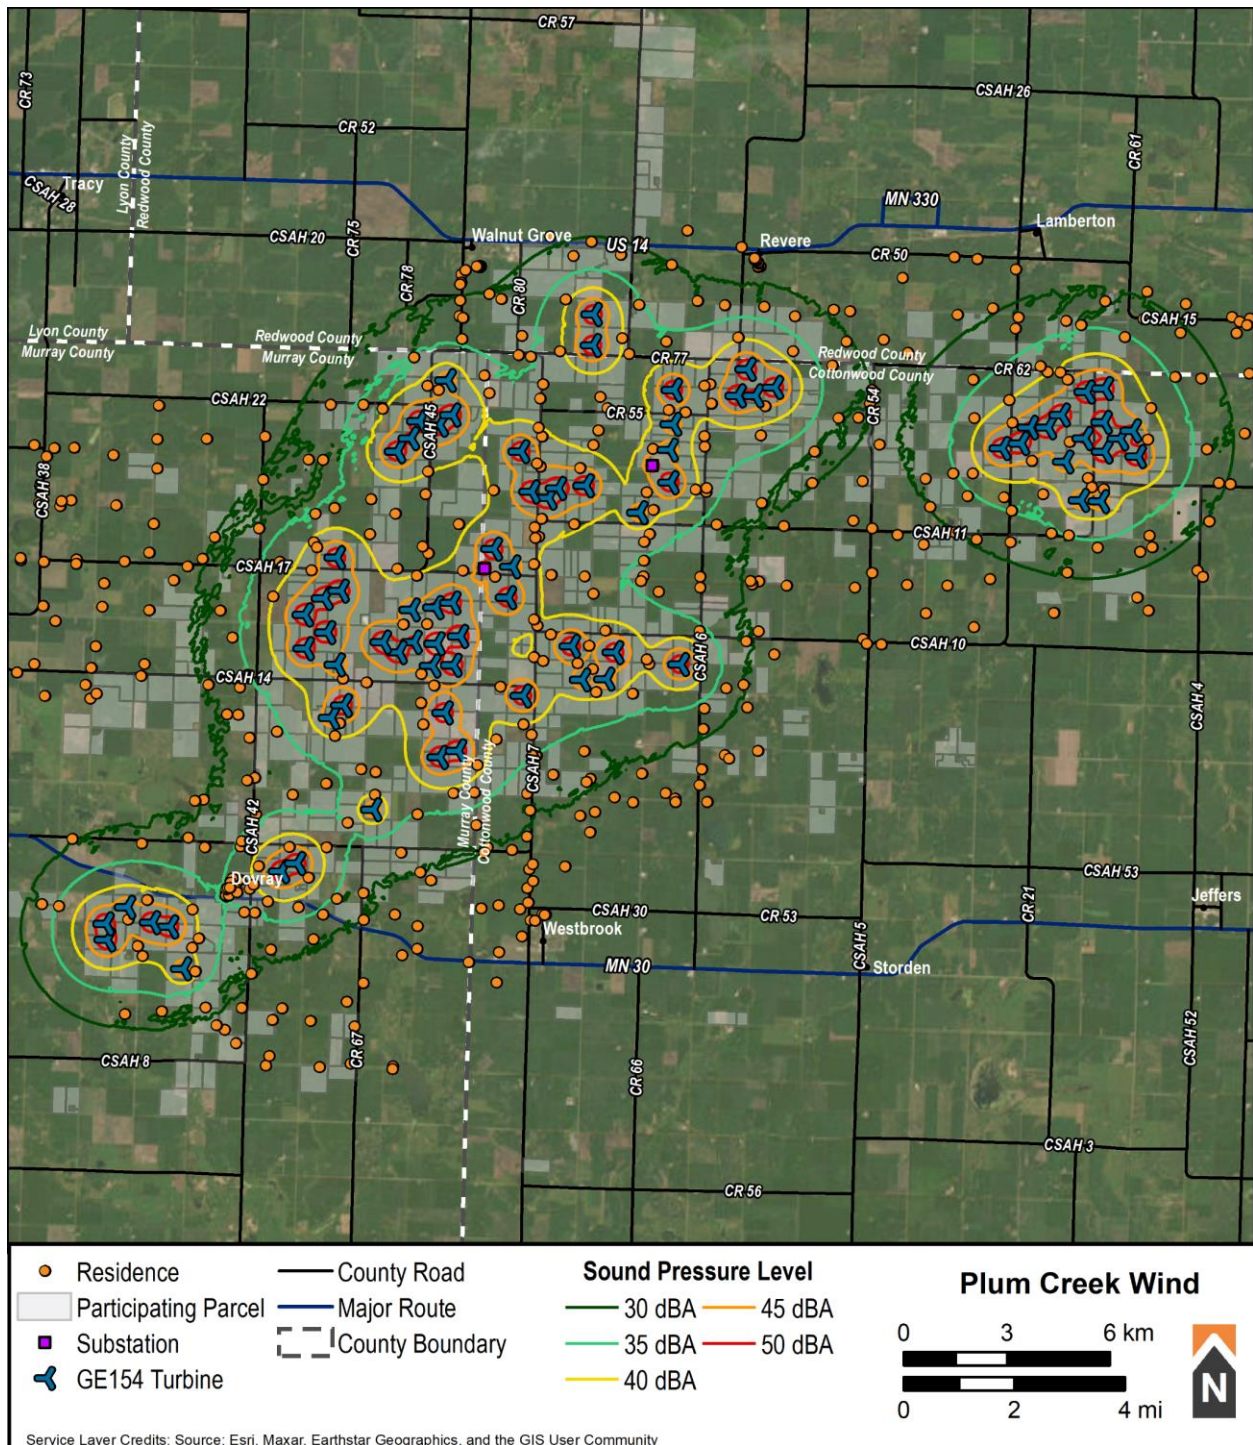 CR 57
CR 73
CSAH 26
CR 52
CR 61
Lyon County
Redwood County
Tracy
CSAH 28
MN 330
Lamberton
CSAH 20
CR 75
Walnut Grove
US 14
Revere
CR 50
CR 78
CR 80
CSAH 15
Lyon County
Murray County
Redwood County
Murray County
CR 77
Redwood County
Cottonwood County
CR 62
CSAH 22
CSAH 45
CR 55
CR 54
CSAH 38
CSAH 17
CSAH 11
CSAH 10
CSAH 14
CSAH 6
CSAH 4
CSAH 7
Murray County
Cottonwood County
CSAH 42
CSAH 53
Dovray
Jeffers
CSAH 30
CR 53
CR 21
Westbrook
CSAH 5
MN 30
Storden
CSAH 8
CR 67
CR 66
CSAH 52
CSAH 3
CR 56
Residence
Participating Parcel
Substation
GE154 Turbine
County Road
Major Route
County Boundary
Sound Pressure Level
30 dBA
45 dBA
35 dBA
50 dBA
40 dBA
Plum Creek Wind
0 3 6 km
0 2 4 mi
N
Service Layer Credits: Source: Esri, Maxar, Earthstar Geographics, and the GIS User Community